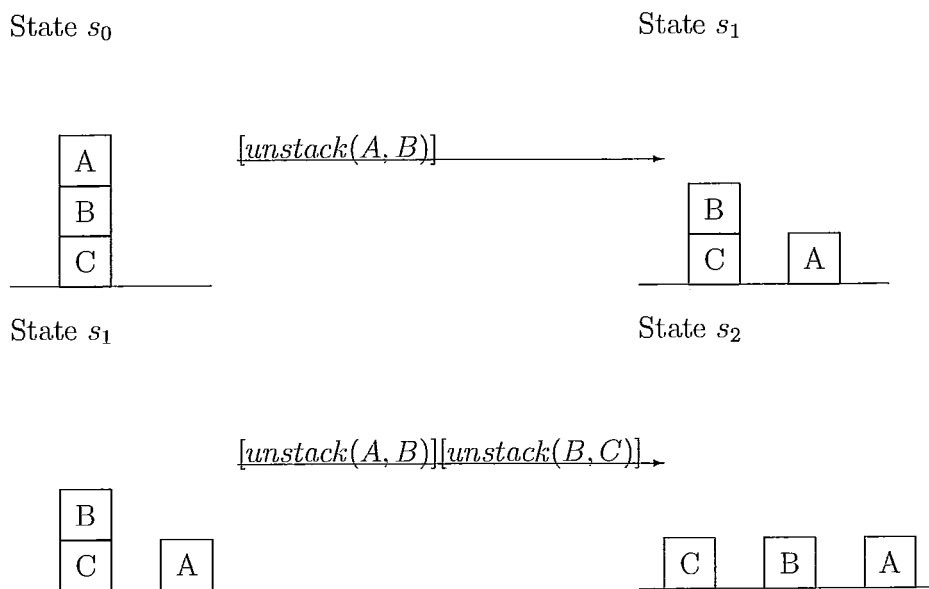 State s₀ State s₁
A [unstack(A, B)]
B B
C C A
State s₁ State s₂
[unstack(A, B)][unstack(B, C)]
B
C A C B A